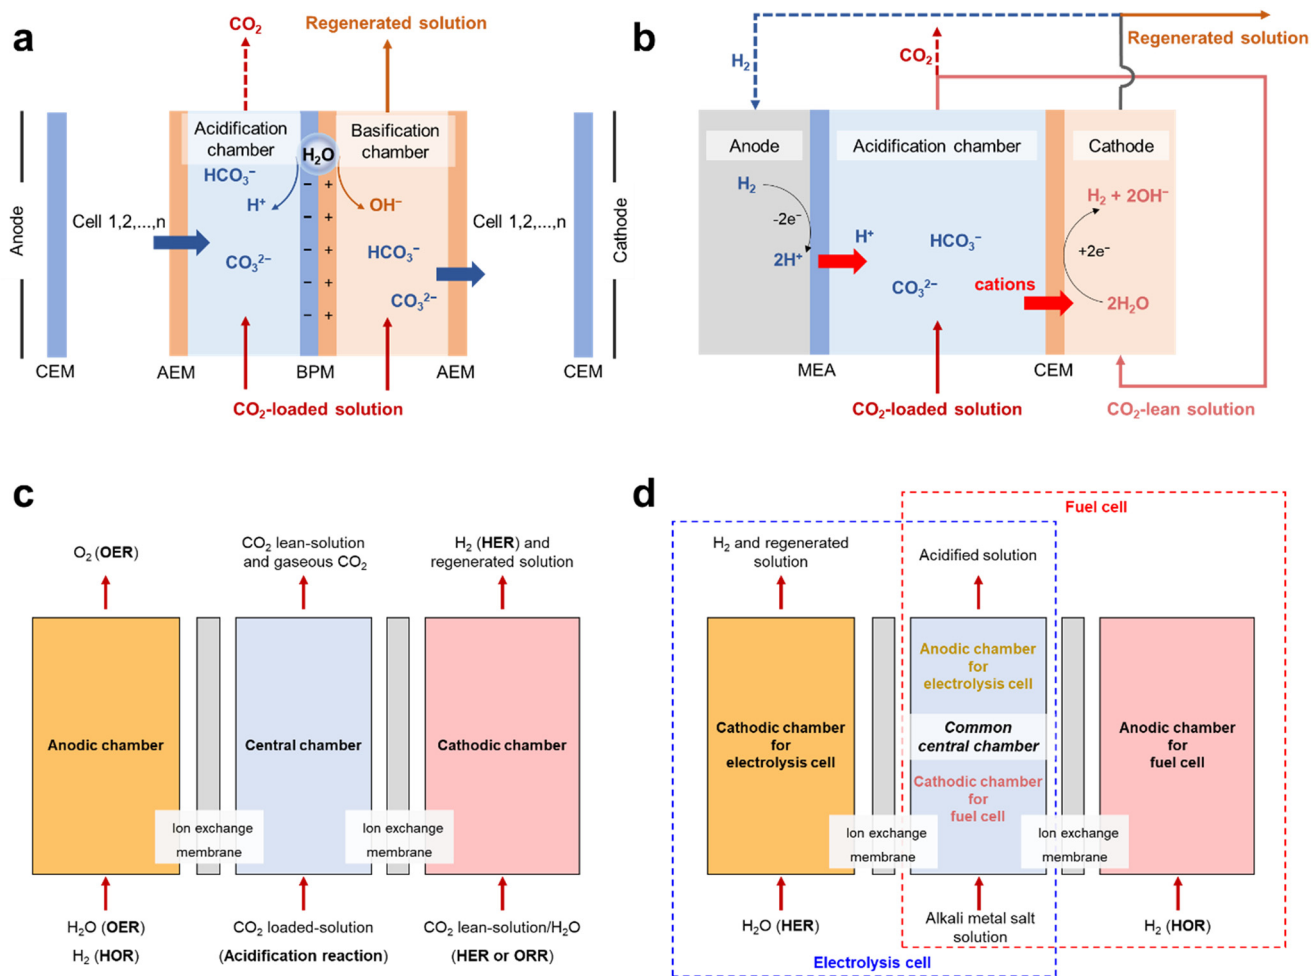 a
CO₂
Regenerated solution
Acidification
chamber
Basification
chamber
H₂O
HCO₃⁻
H⁺
OH⁻
Anode
Cell 1,2,...,n
Cell 1,2,...,n
Cathode
CO₃²⁻
HCO₃⁻
CO₃²⁻
− +
− +
− +
− +
− +
− +
− +
− +
− +
CEM
AEM
BPM
AEM
CEM
CO₂-loaded solution
b
H₂
CO₂
Regenerated solution
Anode
Acidification chamber
Cathode
H₂
-2e⁻
2H⁺
H⁺
HCO₃⁻
CO₃²⁻
cations
H₂ + 2OH⁻
+2e⁻
2H₂O
MEA
CEM
CO₂-loaded solution
CO₂-lean solution
c
O₂ (OER)
CO₂ lean-solution
and gaseous CO₂
H₂ (HER) and
regenerated solution
Anodic chamber
Central chamber
Cathodic chamber
Ion exchange
membrane
Ion exchange
membrane
H₂O (OER)
H₂ (HOR)
CO₂ loaded-solution
(Acidification reaction)
CO₂ lean-solution/H₂O
(HER or ORR)
d
Fuel cell
H₂ and regenerated
solution
Acidified solution
Cathodic chamber
for
electrolysis cell
Anodic chamber
for
electrolysis cell
Common
central chamber
Cathodic chamber
for
fuel cell
Anodic chamber
for
fuel cell
Ion exchange
membrane
Ion exchange
membrane
H₂O (HER)
Alkali metal salt
solution
H₂ (HOR)
Electrolysis cell